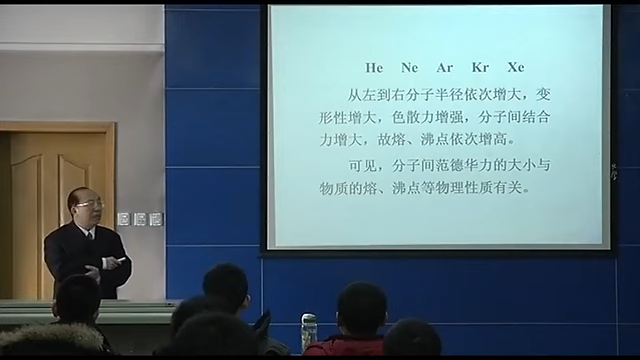 He Ne Ar Kr Xe
从左到右分子半径依次增大，变
形性增大，色散力增强，分子间结合
力增大，故熔、沸点依次增高。
可见，分子间范德华力的大小与
物质的熔、沸点等物理性质有关。